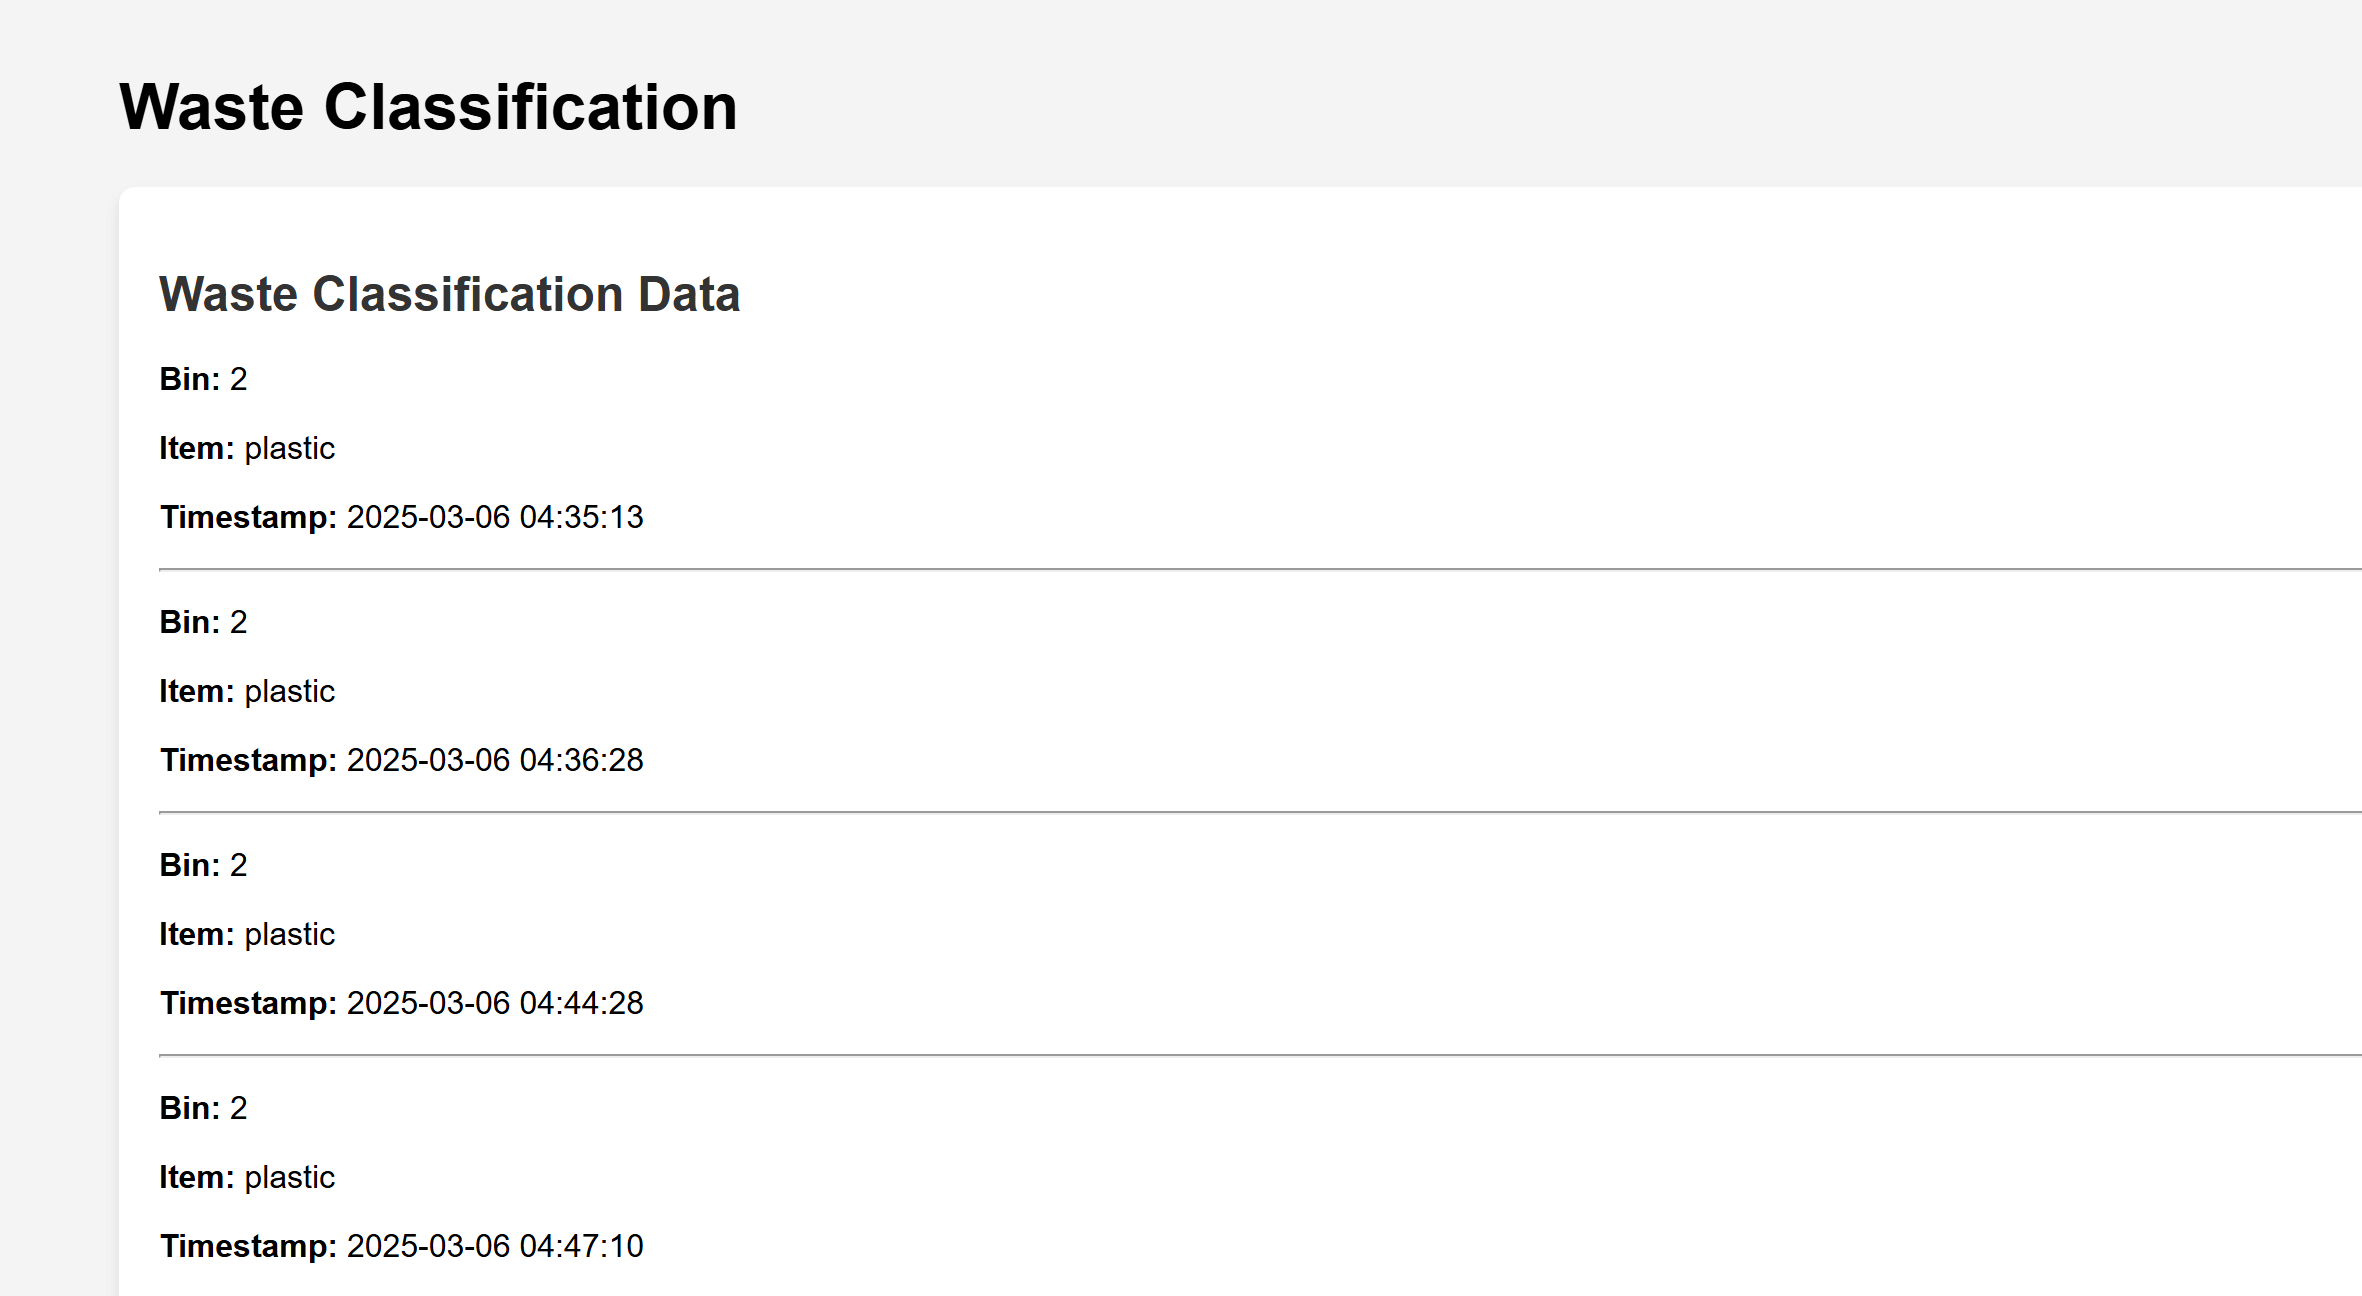 Waste Classification
Waste Classification Data
Bin: 2
Item: plastic
Timestamp: 2025-03-06 04:35:13
Bin: 2
Item: plastic
Timestamp: 2025-03-06 04:36:28
Bin: 2
Item: plastic
Timestamp: 2025-03-06 04:44:28
Bin: 2
Item: plastic
Timestamp: 2025-03-06 04:47:10